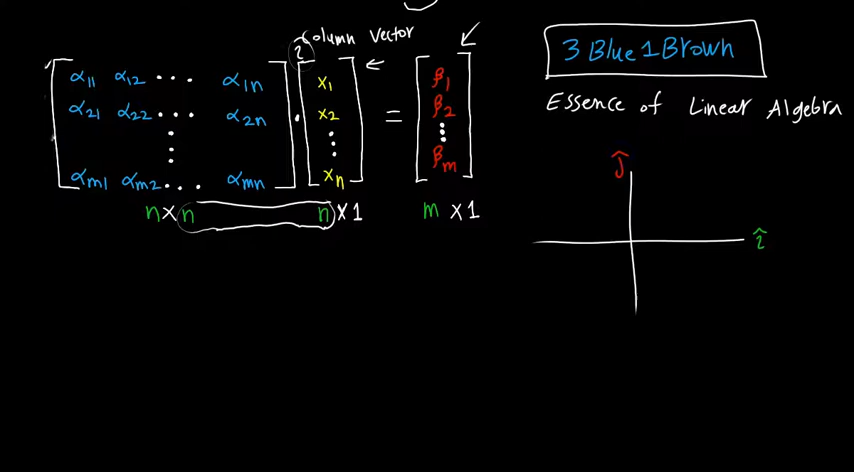 Column Vector
2
α11 α12 ... α1n
α21 α22 ... α2n
⋮
αm1 αm2 ... αmn
.
x1
x2
⋮
xn
=
β1
β2
⋮
βm
n x n
n x 1
m x 1
3 Blue 1 Brown
Essence of Linear Algebra
ĵ
î